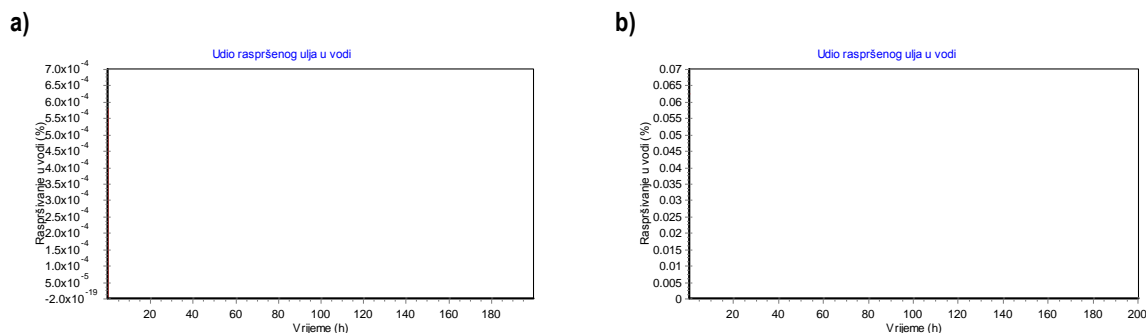 a)
Udio raspršenog ulja u vodi
Raspršivanje u vodi (%)
7.0x10⁻⁴
6.5x10⁻⁴
6.0x10⁻⁴
5.5x10⁻⁴
5.0x10⁻⁴
4.5x10⁻⁴
4.0x10⁻⁴
3.5x10⁻⁴
3.0x10⁻⁴
2.5x10⁻⁴
2.0x10⁻⁴
1.5x10⁻⁴
1.0x10⁻⁴
5.0x10⁻⁵
-2.0x10⁻¹⁹
20 40 60 80 100 120 140 160 180
Vrijeme (h)
b)
Udio raspršenog ulja u vodi
Raspršivanje u vodi (%)
0.07
0.065
0.06
0.055
0.05
0.045
0.04
0.035
0.03
0.025
0.02
0.015
0.01
0.005
0
20 40 60 80 100 120 140 160 180 200
Vrijeme (h)